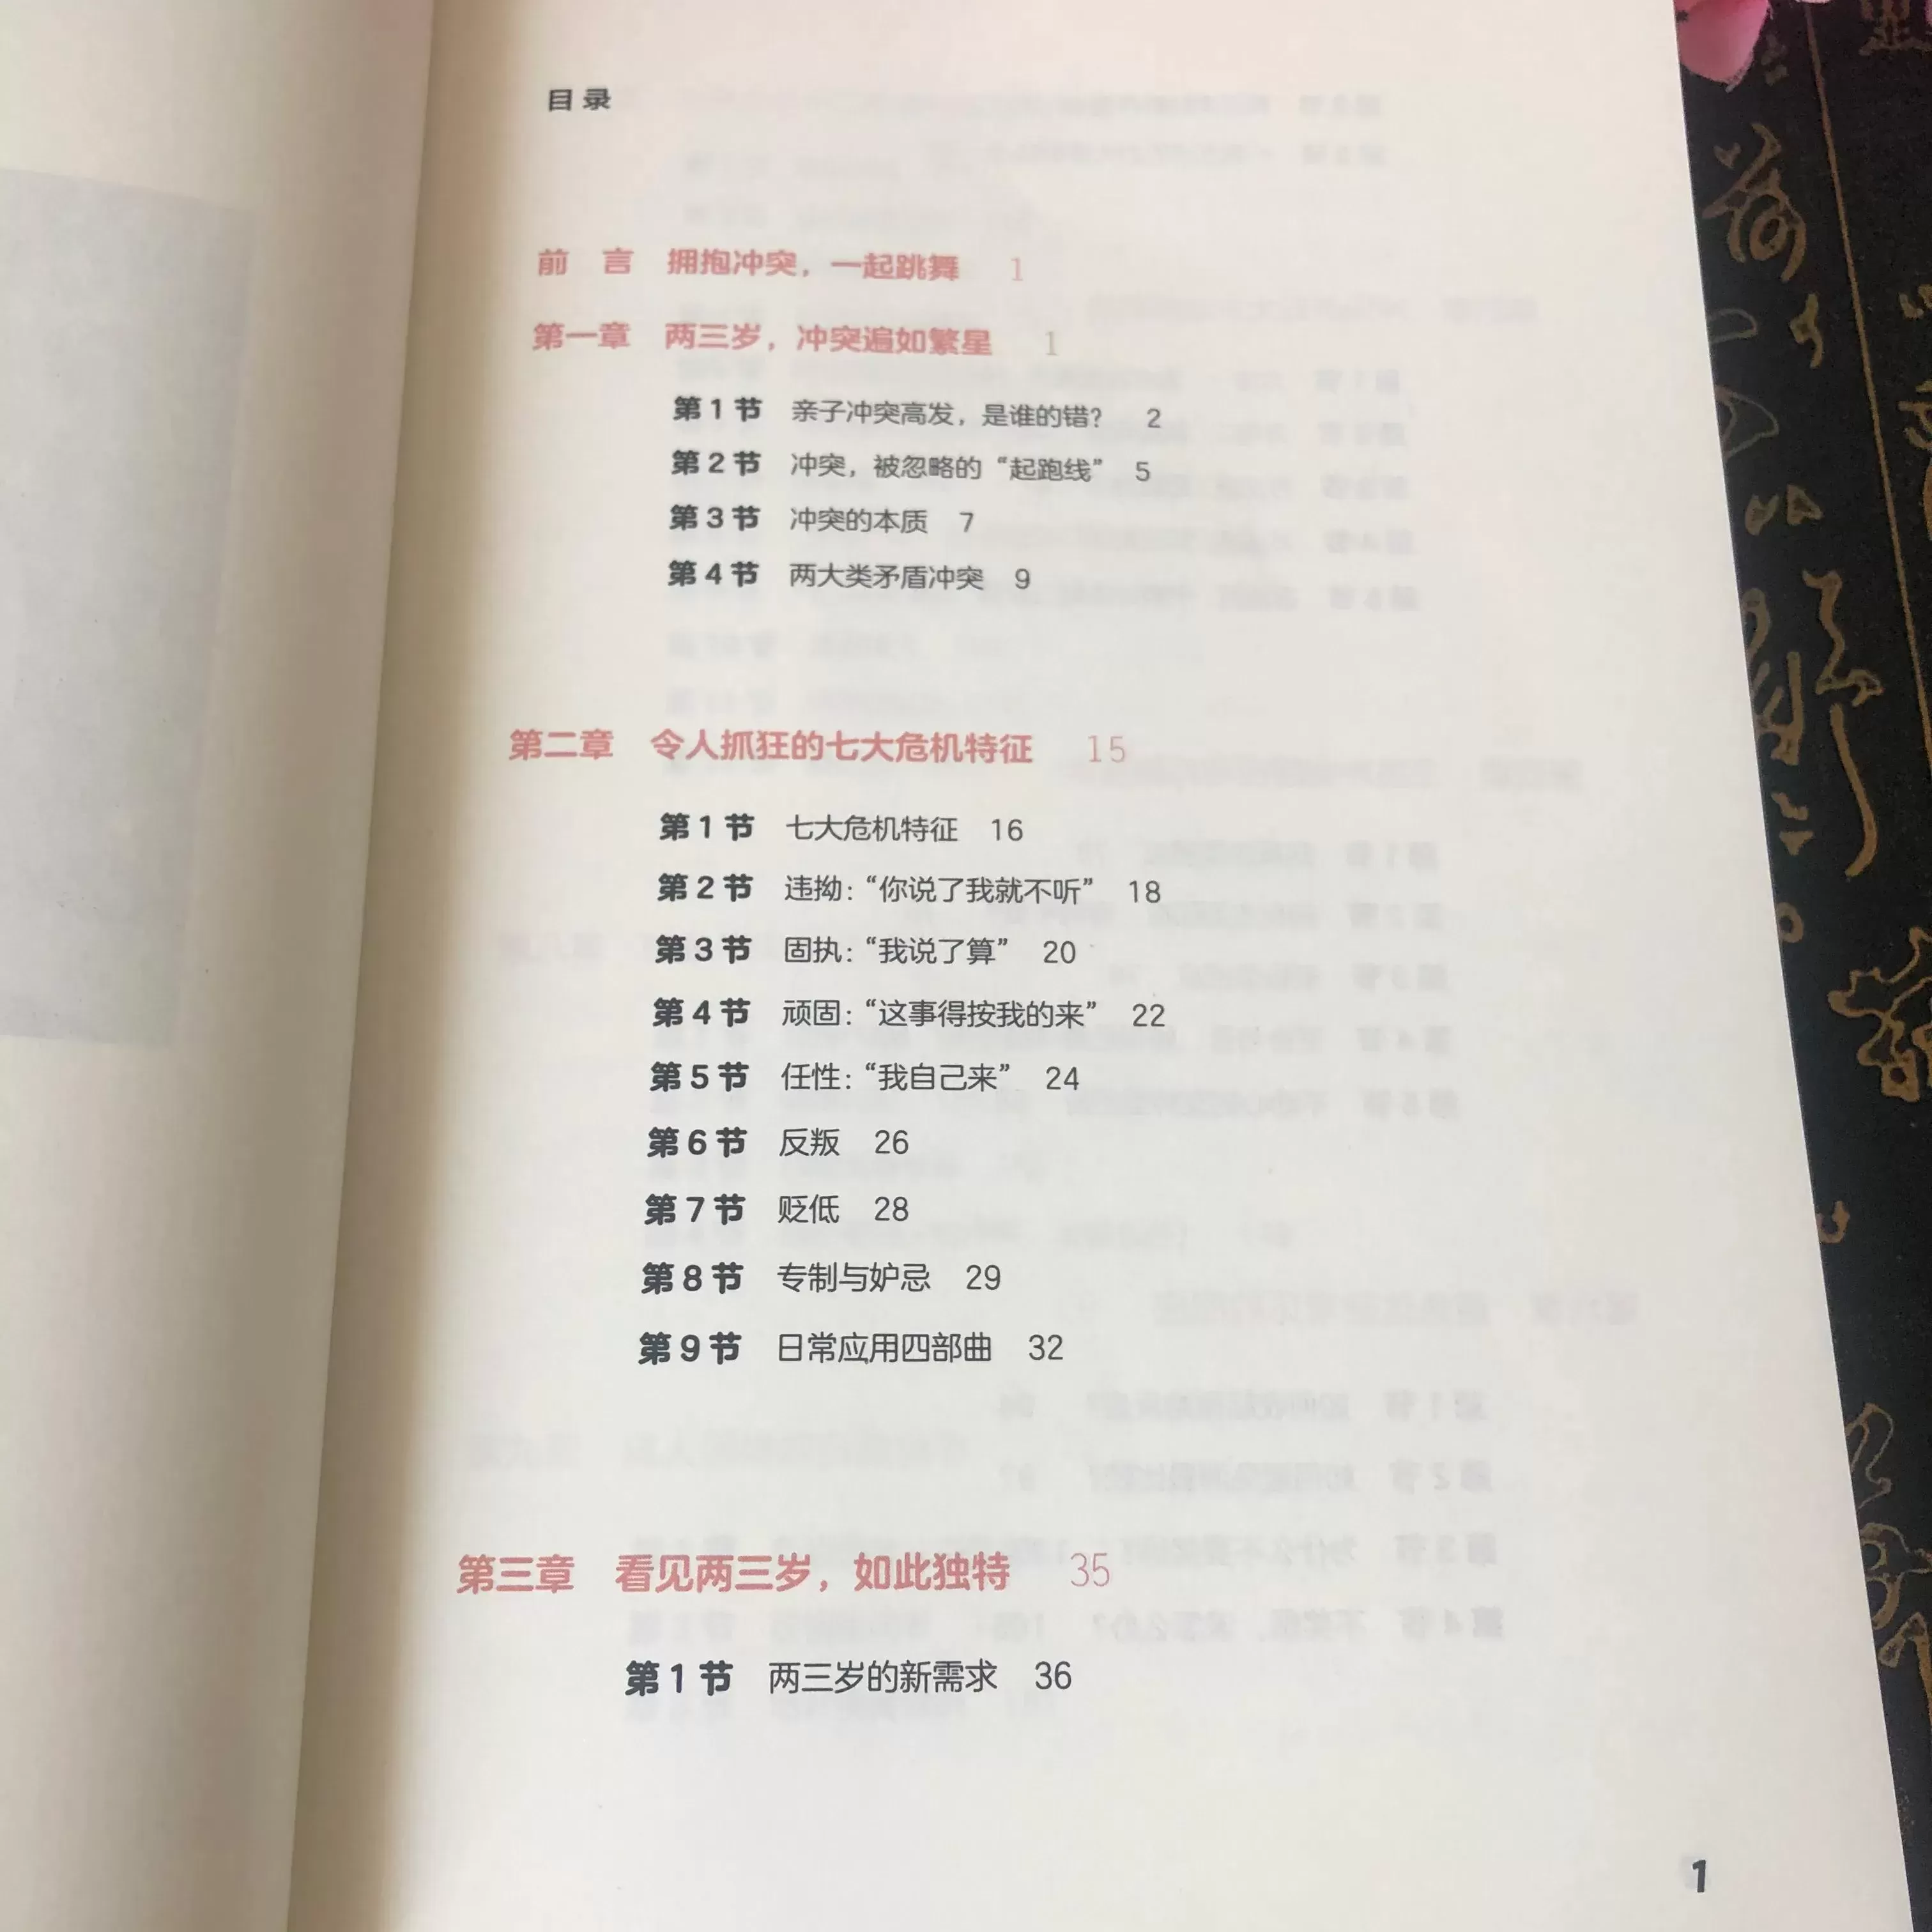 目录
前 言 拥抱冲突，一起跳舞 1
第一章 两三岁，冲突遍如繁星 1
第1节 亲子冲突高发，是谁的错？ 2
第2节 冲突，被忽略的“起跑线” 5
第3节 冲突的本质 7
第4节 两大类矛盾冲突 9
第二章 令人抓狂的七大危机特征 15
第1节 七大危机特征 16
第2节 违拗：“你说了我就不听” 18
第3节 固执：“我说了算” 20
第4节 顽固：“这事得按我的来” 22
第5节 任性：“我自己来” 24
第6节 反叛 26
第7节 贬低 28
第8节 专制与妒忌 29
第9节 日常应用四部曲 32
第三章 看见两三岁，如此独特 35
第1节 两三岁的新需求 36
1